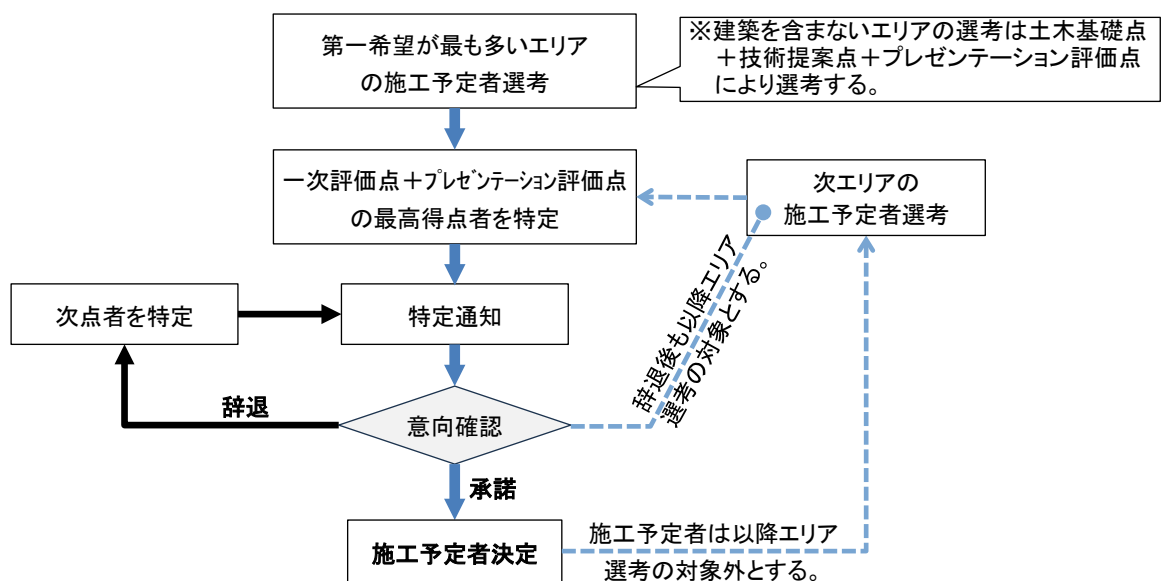 第一希望が最も多いエリア
の施工予定者選考
※建築を含まないエリアの選考は土木基礎点
＋技術提案点＋プレゼンテーション評価点
により選考する。
一次評価点＋プレゼンテーション評価点
の最高得点者を特定
次エリアの
施工予定者選考
次点者を特定
特定通知
辞退後も以降エリア
選考の対象とする。
辞退
意向確認
承諾
施工予定者決定
施工予定者は以降エリア
選考の対象外とする。